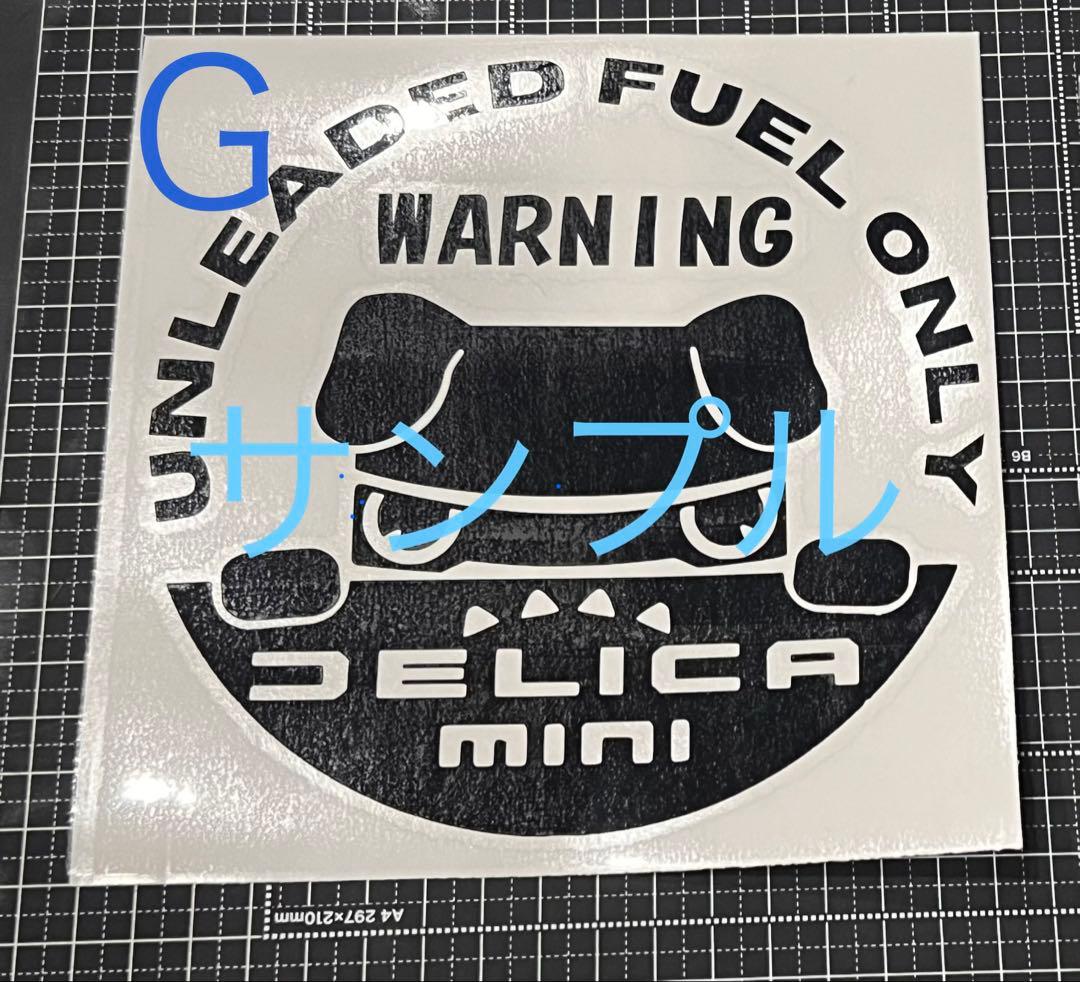 G
UNLEADED FUEL ONLY
WARNING
サンプル
DELICA
mini
B6
A4 297×210mm